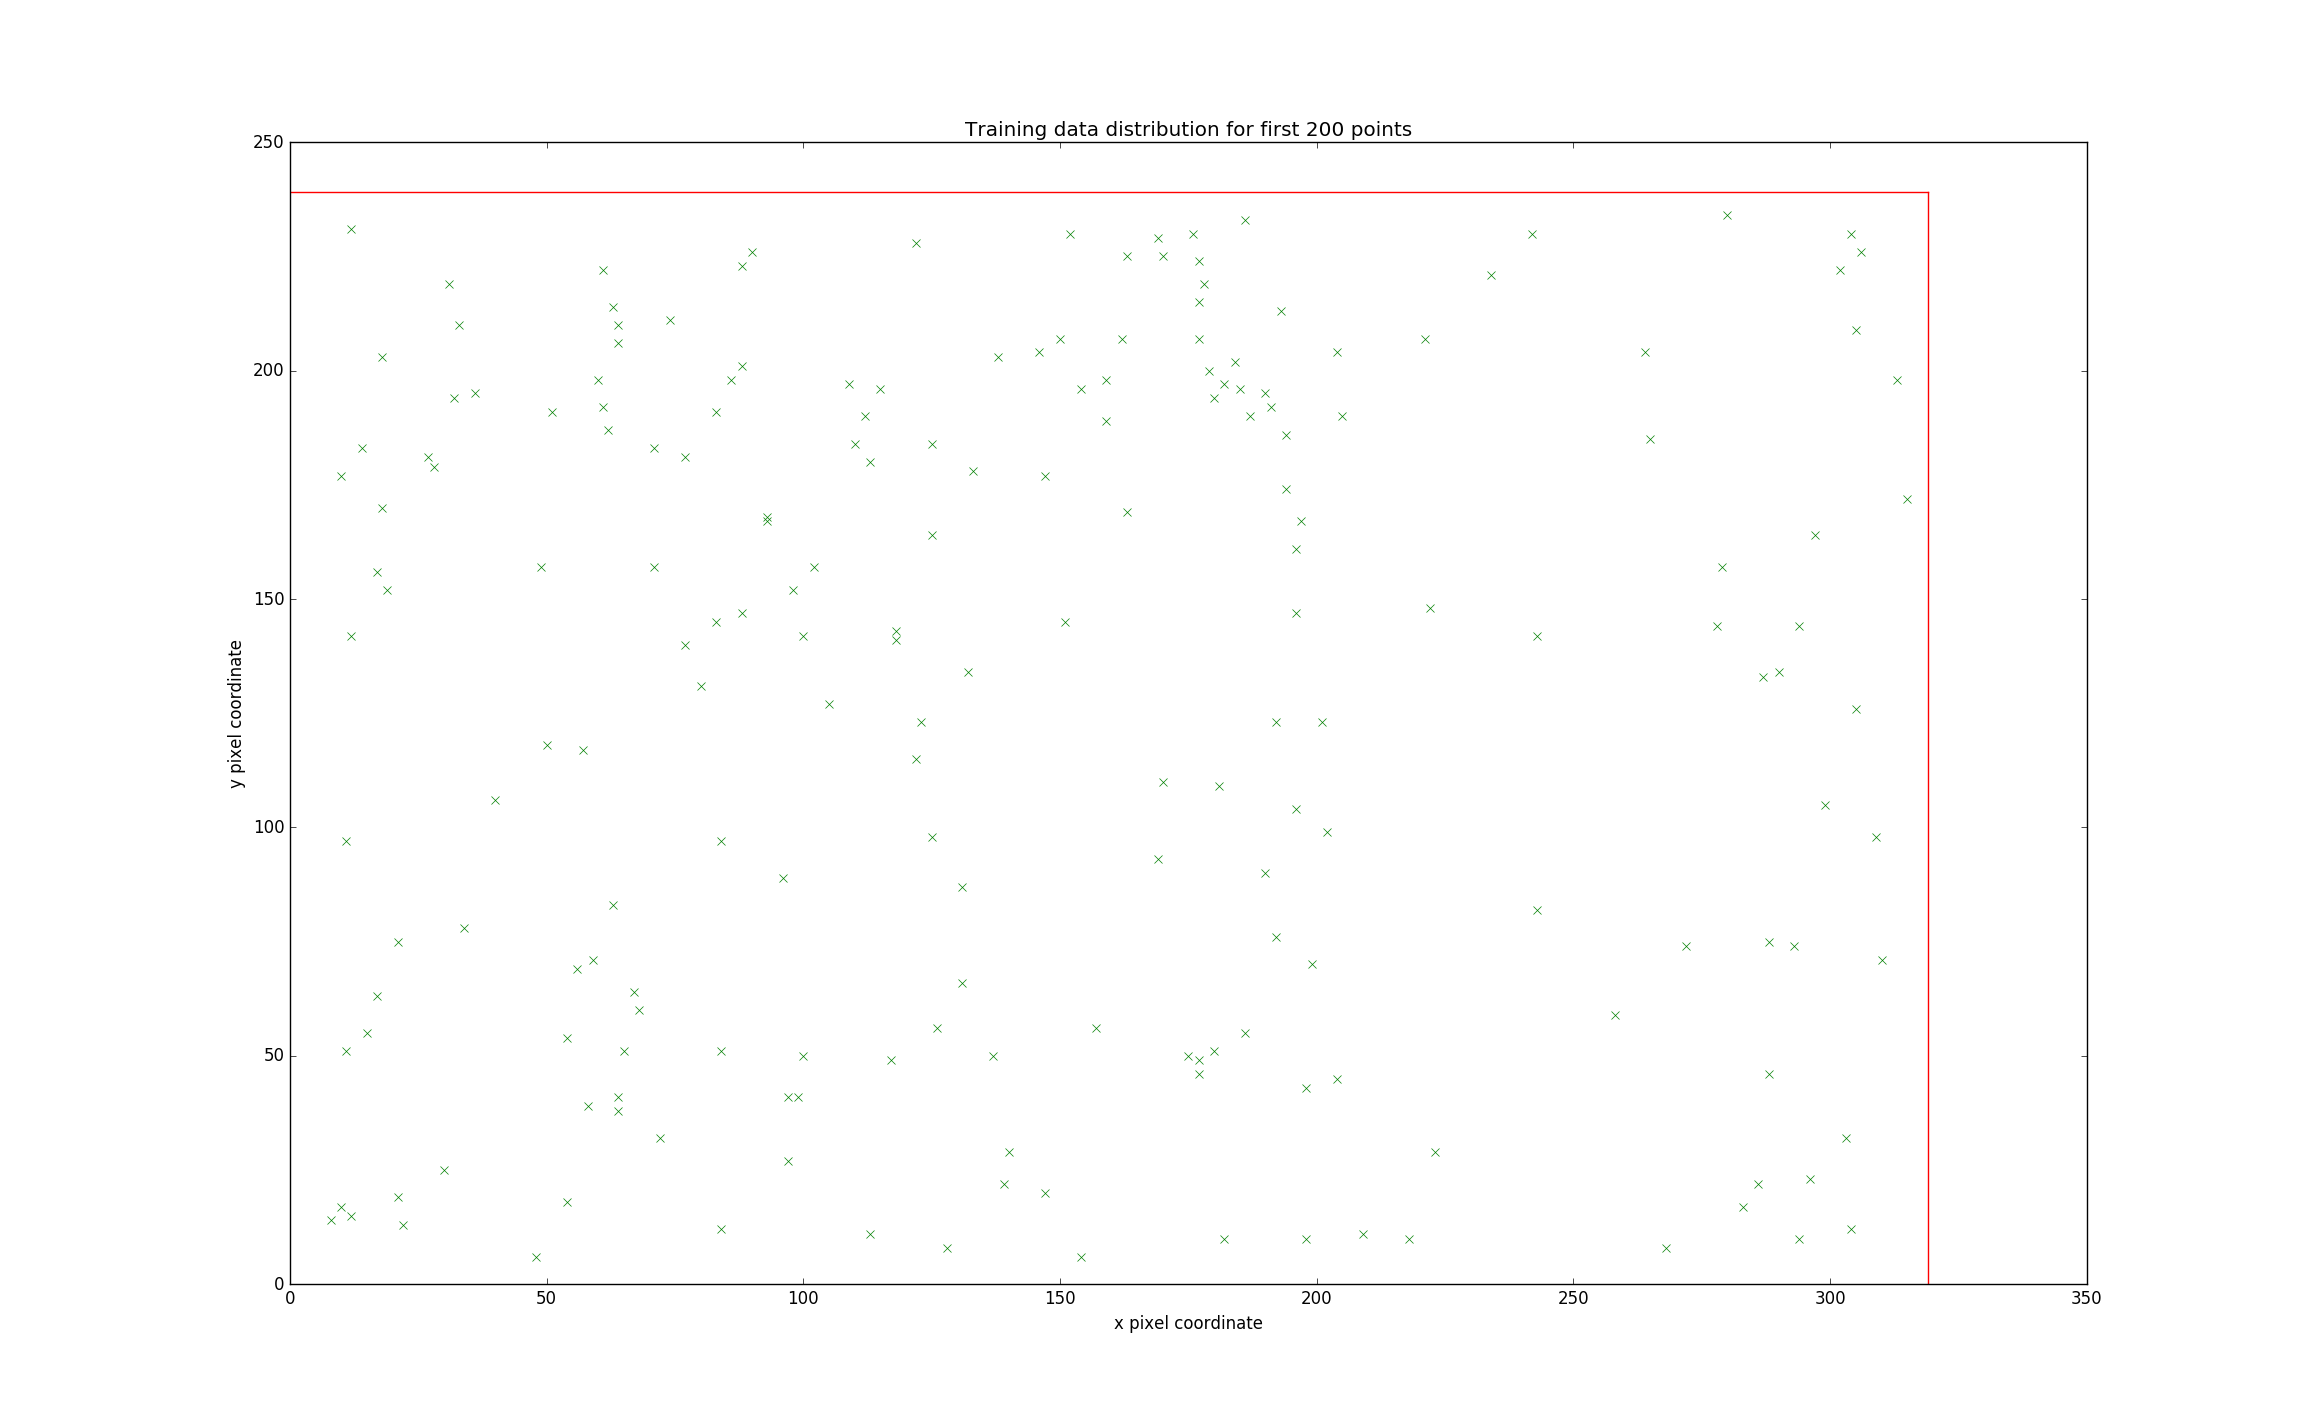 Training data distribution for first 200 points
250
200
150
100
50
0
y pixel coordinate
0 50 100 150 200 250 300 350
x pixel coordinate